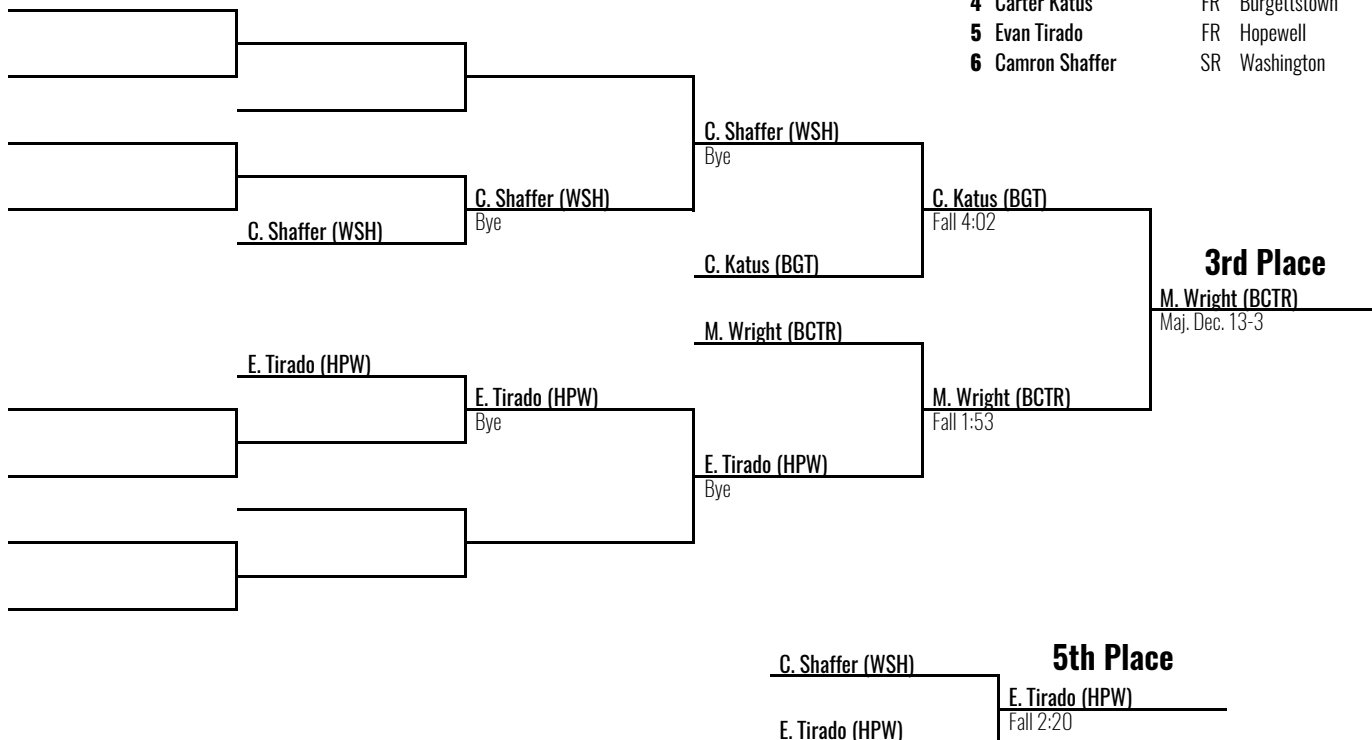 4 Carter Katus FR Burgettstown
5 Evan Tirado FR Hopewell
6 Camron Shaffer SR Washington
C. Shaffer (WSH)
Bye
C. Shaffer (WSH)
Bye
C. Katus (BGT)
Fall 4:02
C. Shaffer (WSH)
C. Katus (BGT)
3rd Place
M. Wright (BCTR)
Maj. Dec. 13-3
M. Wright (BCTR)
E. Tirado (HPW)
E. Tirado (HPW)
Bye
M. Wright (BCTR)
Fall 1:53
E. Tirado (HPW)
Bye
C. Shaffer (WSH)
5th Place
E. Tirado (HPW)
Fall 2:20
E. Tirado (HPW)